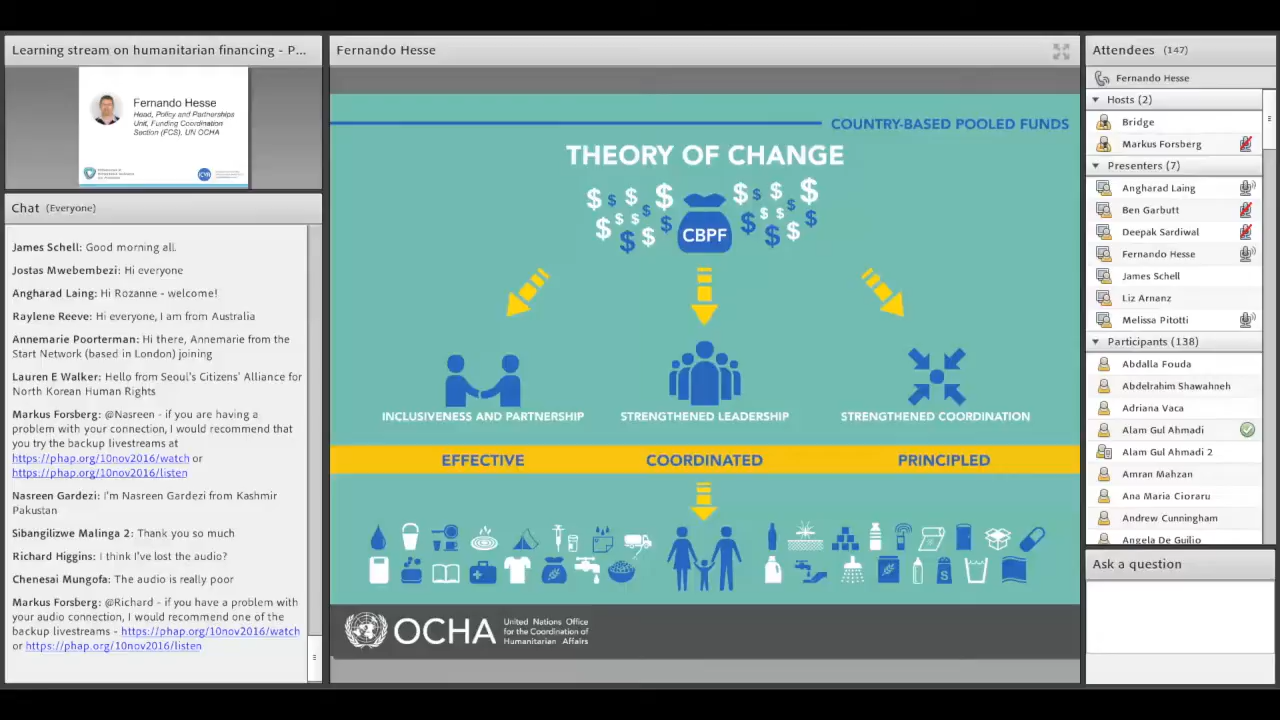 Learning stream on humanitarian financing - P...
Fernando Hesse
Head, Policy and Partnerships
Unit, Funding Coordination
Section (FCS), UN OCHA
Chat (Everyone)
James Schell: Good morning all.
Jostas Mwebembezi: Hi everyone
Angharad Laing: Hi Rozanne - welcome!
Raylene Reeve: Hi everyone, I am from Australia
Annemarie Poorterman: Hi there, Annemarie from the
Start Network (based in London) joining
Lauren E Walker: Hello from Seoul's Citizens' Alliance for
North Korean Human Rights
Markus Forsberg: @Nasreen - if you are having a
problem with your connection, I would recommend that
you try the backup livestreams at
https://phap.org/10nov2016/watch or
https://phap.org/10nov2016/listen
Nasreen Gardezi: I'm Nasreen Gardezi from Kashmir
Pakustan
Sibangilizwe Malinga 2: Thank you so much
Richard Higgins: I think I've lost the audio?
Chenesai Mungofa: The audio is really poor
Markus Forsberg: @Richard - if you have a problem with
your audio connection, I would recommend one of the
backup livestreams - https://phap.org/10nov2016/watch
or https://phap.org/10nov2016/listen
Fernando Hesse
COUNTRY-BASED POOLED FUNDS
THEORY OF CHANGE
CBPF
INCLUSIVENESS AND PARTNERSHIP
STRENGTHENED LEADERSHIP
STRENGTHENED COORDINATION
EFFECTIVE
COORDINATED
PRINCIPLED
OCHA
United Nations Office
for the Coordination of
Humanitarian Affairs
Attendees (147)
Fernando Hesse
Hosts (2)
Bridge
Markus Forsberg
Presenters (7)
Angharad Laing
Ben Garbutt
Deepak Sardiwal
Fernando Hesse
James Schell
Liz Arnanz
Melissa Pitotti
Participants (138)
Abdalla Fouda
Abdelrahim Shawahneh
Adriana Vaca
Alam Gul Ahmadi
Alam Gul Ahmadi 2
Amran Mahzan
Ana Maria Cioraru
Andrew Cunningham
Angela De Guilio
Ask a question